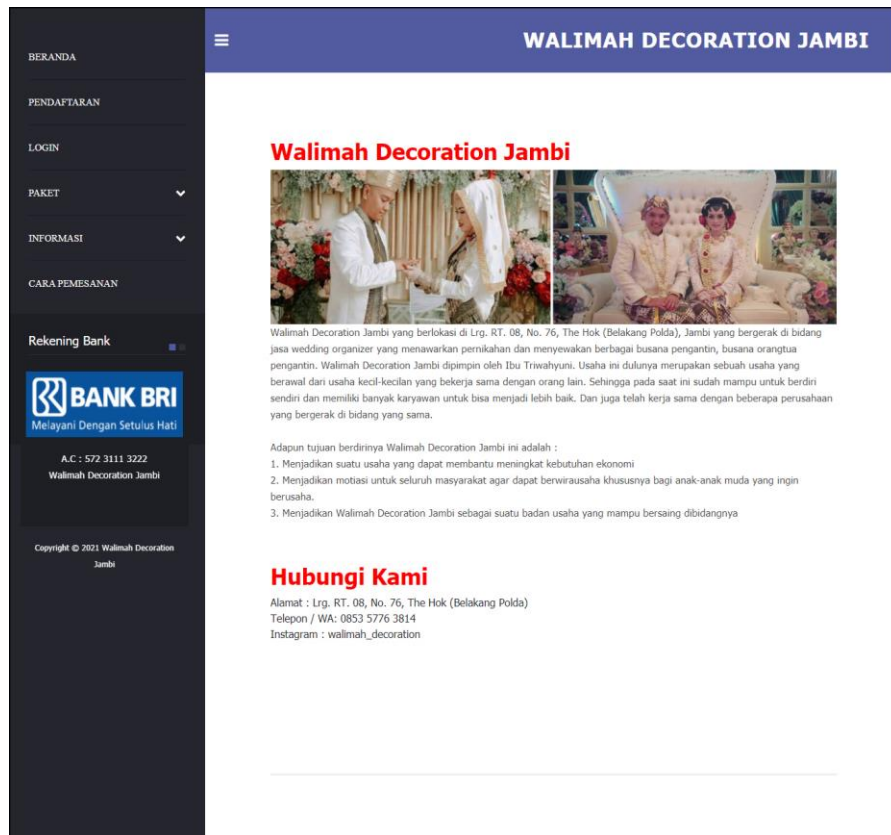 WALIMAH DECORATION JAMBI
BERANDA
PENDAFTARAN
LOGIN
PAKET
INFORMASI
CARA PEMESANAN
Rekening Bank
BANK BRI
Melayani Dengan Setulus Hati
A.C : 572 3111 3222
Walimah Decoration Jambi
Copyright © 2021 Walimah Decoration
Jambi
Walimah Decoration Jambi
Walimah Decoration Jambi yang berlokasi di Lrg. RT. 08, No. 76, The Hok (Belakang Polda), Jambi yang bergerak di bidang
jasa wedding organizer yang menawarkan pernikahan dan menyewakan berbagai busana pengantin, busana orangtua
pengantin. Walimah Decoration Jambi dipimpin oleh Ibu Triwahyuni. Usaha ini dulunya merupakan sebuah usaha yang
berawal dari usaha kecil-kecilan yang bekerja sama dengan orang lain. Sehingga pada saat ini sudah mampu untuk berdiri
sendiri dan memiliki banyak karyawan untuk bisa menjadi lebih baik. Dan juga telah kerja sama dengan beberapa perusahaan
yang bergerak di bidang yang sama.
Adapun tujuan berdirinya Walimah Decoration Jambi ini adalah :
1. Menjadikan suatu usaha yang dapat membantu meningkat kebutuhan ekonomi
2. Menjadikan motiasi untuk seluruh masyarakat agar dapat berwirausaha khususnya bagi anak-anak muda yang ingin
berusaha.
3. Menjadikan Walimah Decoration Jambi sebagai suatu badan usaha yang mampu bersaing dibidangnya
Hubungi Kami
Alamat : Lrg. RT. 08, No. 76, The Hok (Belakang Polda)
Telepon / WA: 0853 5776 3814
Instagram : walimah_decoration